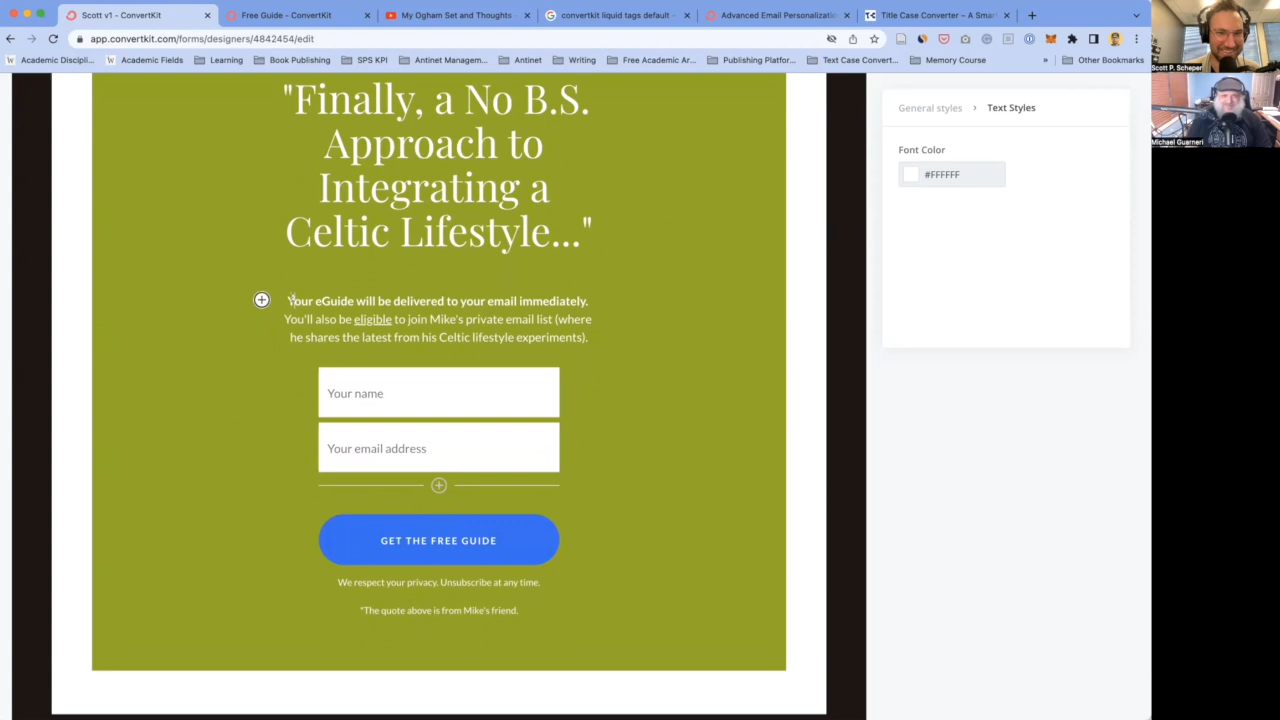 Scott v1 - ConvertKit
Free Guide - ConvertKit
My Ogham Set and Thoughts
convertkit liquid tags default -
Advanced Email Personalizatio
Title Case Converter – A Smar
app.convertkit.com/forms/designers/4842454/edit
Academic Discipli...
Academic Fields
Learning
Book Publishing
SPS KPI
Antinet Memom...
Antinet
Writing
Free Academic Ar...
Publishing Platfor...
Text Case Convert...
Memory Course
»
Other Bookmarks
Scott P. Scheper
Michael Guarneri
"Finally, a No B.S.
Approach to
Integrating a
Celtic Lifestyle..."
Your eGuide will be delivered to your email immediately.
You'll also be eligible to join Mike's private email list (where
he shares the latest from his Celtic lifestyle experiments).
Your name
Your email address
GET THE FREE GUIDE
We respect your privacy. Unsubscribe at any time.
"The quote above is from Mike's friend.
General styles > Text Styles
Font Color
#FFFFFF